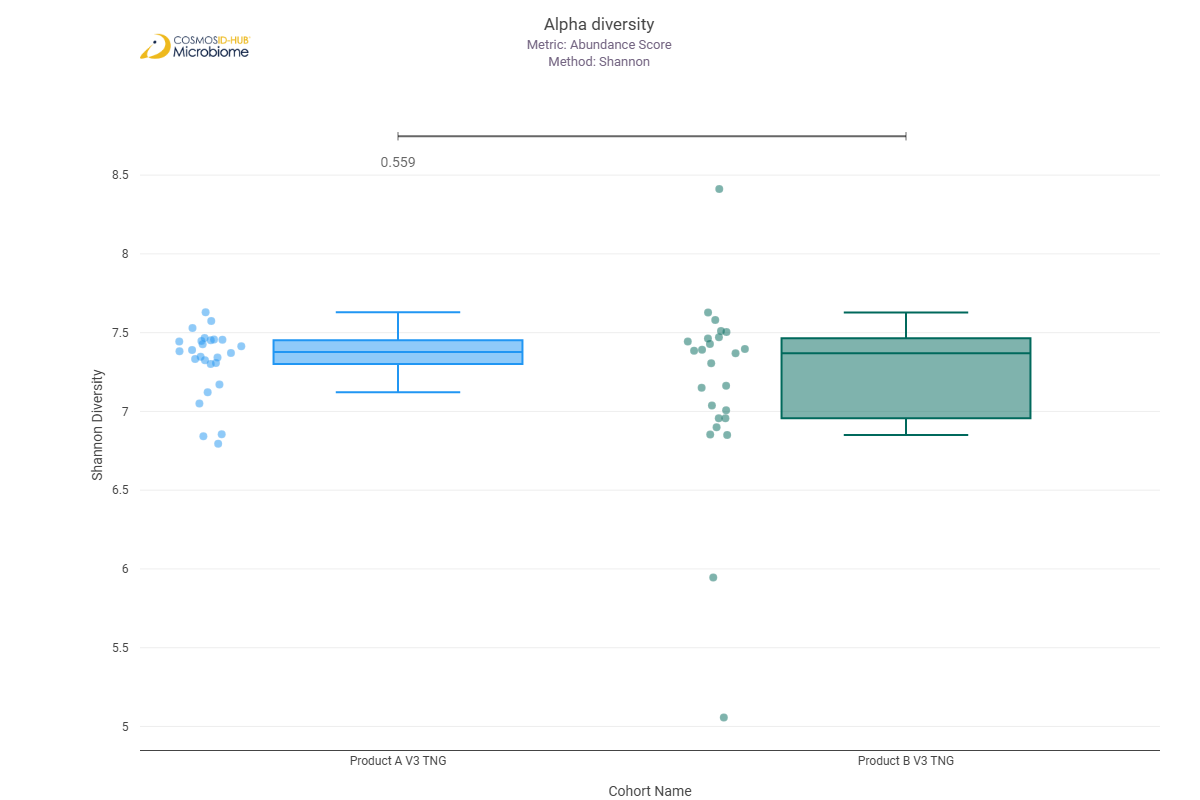 Alpha diversity
COSMOSID-HUB®
Microbiome
Metric: Abundance Score
Method: Shannon
0.559
8.5
8
7.5
7
6.5
6
5.5
5
Shannon Diversity
Product A V3 TNG
Product B V3 TNG
Cohort Name